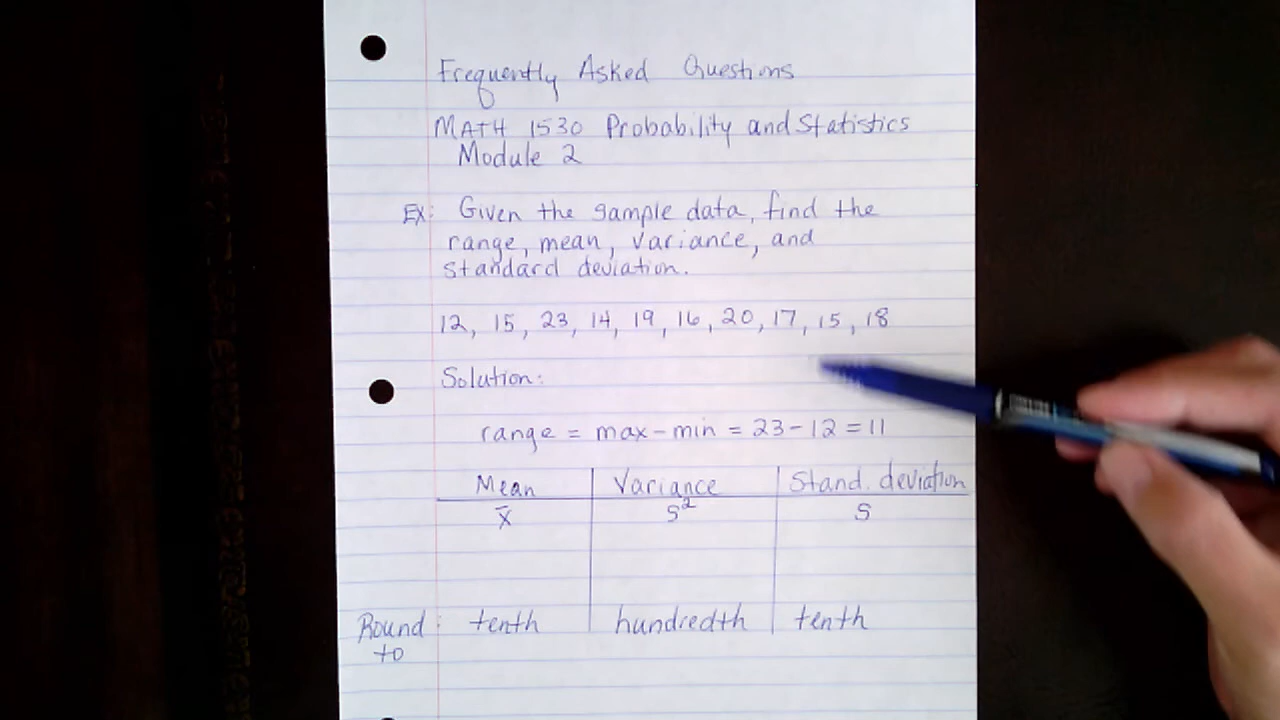 Frequently Asked Questions
MATH 1530 Probability and Statistics
Module 2
EX: Given the sample data, find the
range, mean, variance, and
standard deviation.
12, 15, 23, 14, 19, 16, 20, 17, 15, 18
Solution:
range = max - min = 23 - 12 = 11
Mean Variance Stand. deviation
x̄ s² s
Round : tenth hundredth tenth
to